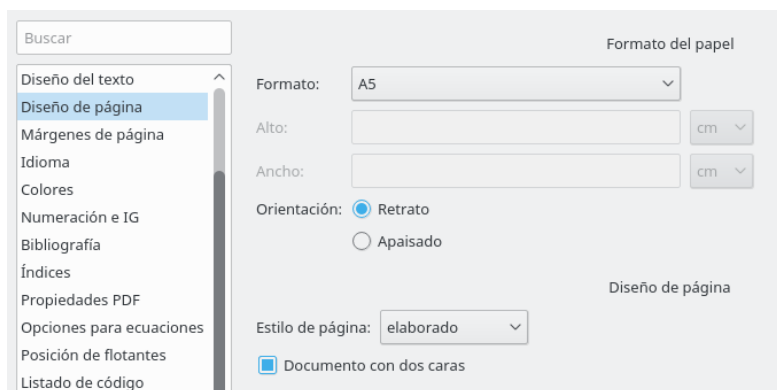 Buscar
Diseño del texto
Diseño de página
Márgenes de página
Idioma
Colores
Numeración e IG
Bibliografía
Índices
Propiedades PDF
Opciones para ecuaciones
Posición de flotantes
Listado de código
Formato del papel
Formato: A5
Alto: cm
Ancho: cm
Orientación: Retrato
Apaisado
Diseño de página
Estilo de página: elaborado
Documento con dos caras